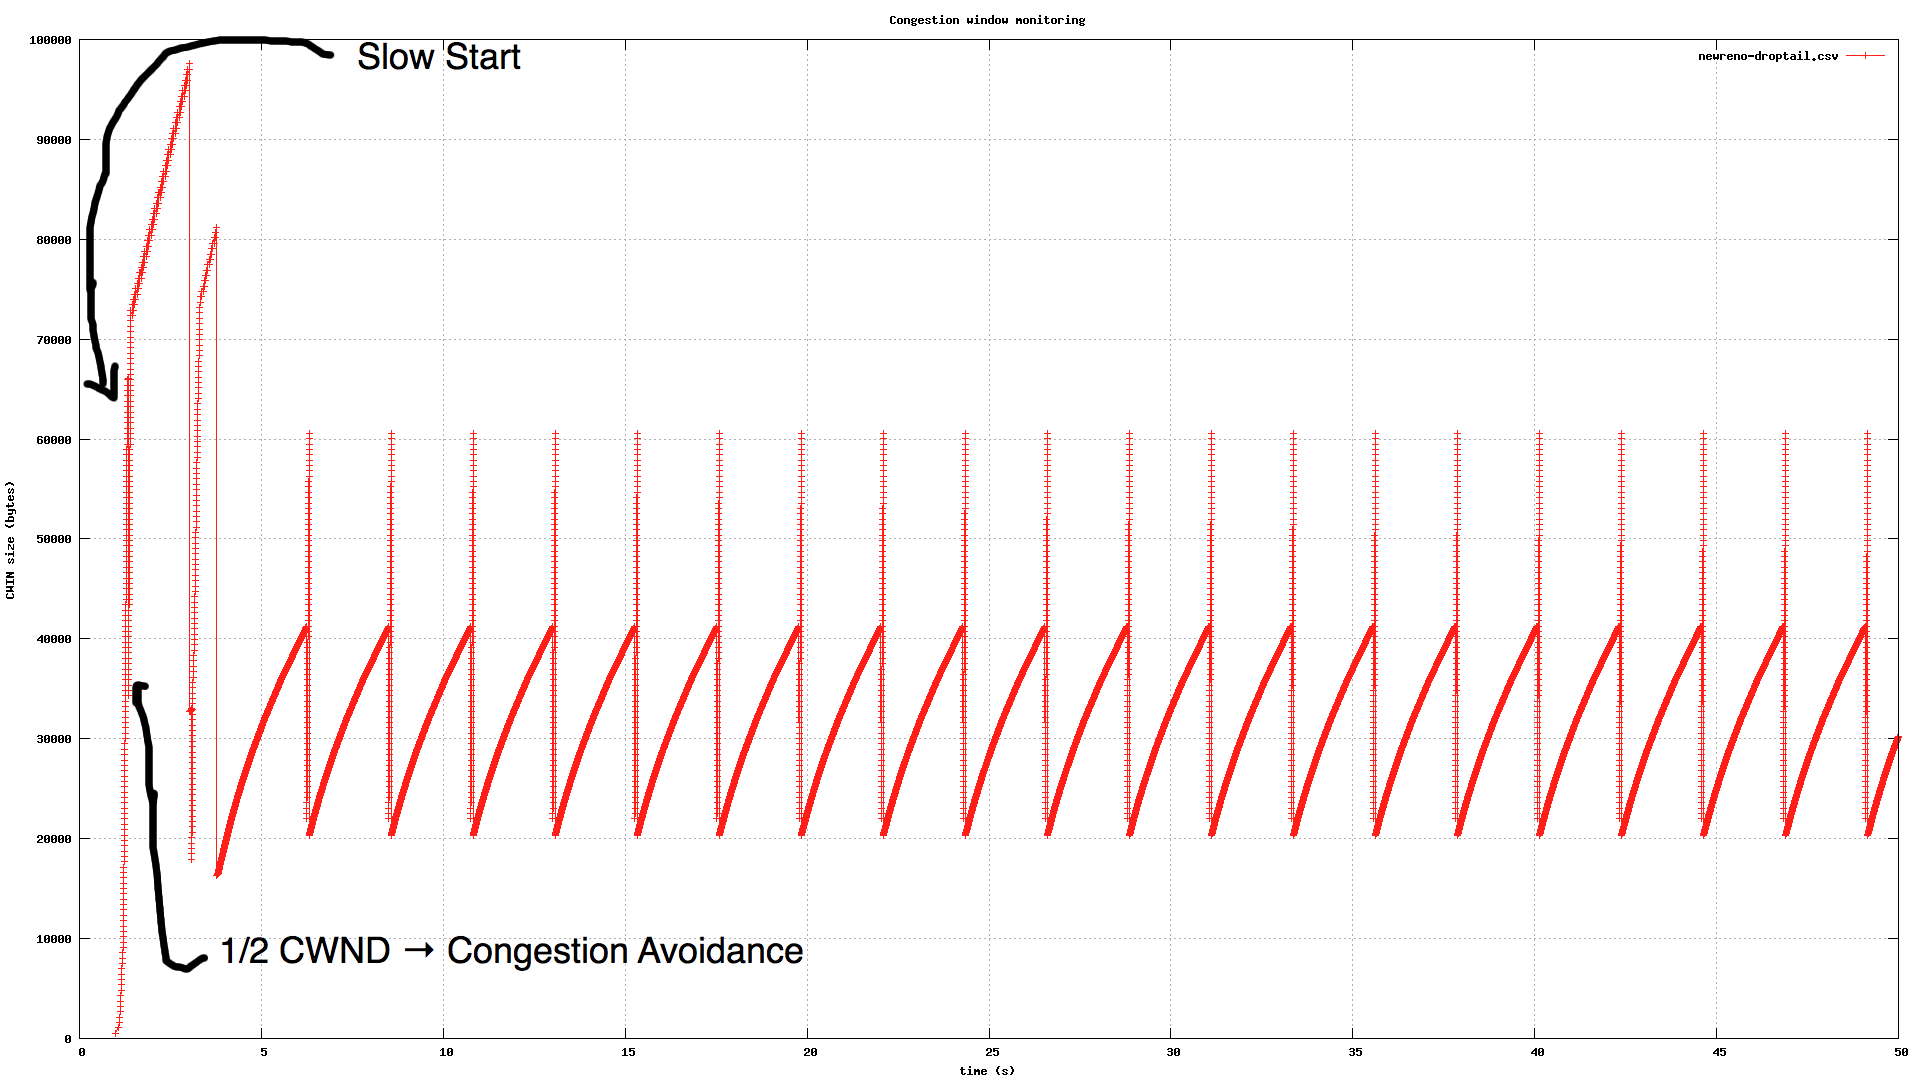 Congestion window monitoring
100000
Slow Start
newreno-droptail.csv
90000
80000
70000
60000
50000
CWIN size (bytes)
40000
30000
20000
10000
1/2 CWND → Congestion Avoidance
0
0 5 10 15 20 25 30 35 40 45 50
time (s)